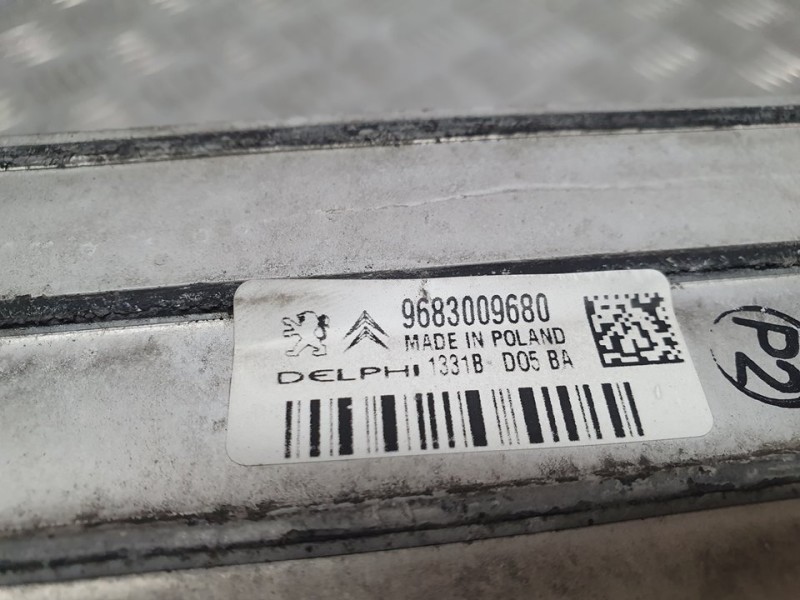 9683009680
MADE IN POLAND
DELPHI 1331B D05 BA
P2